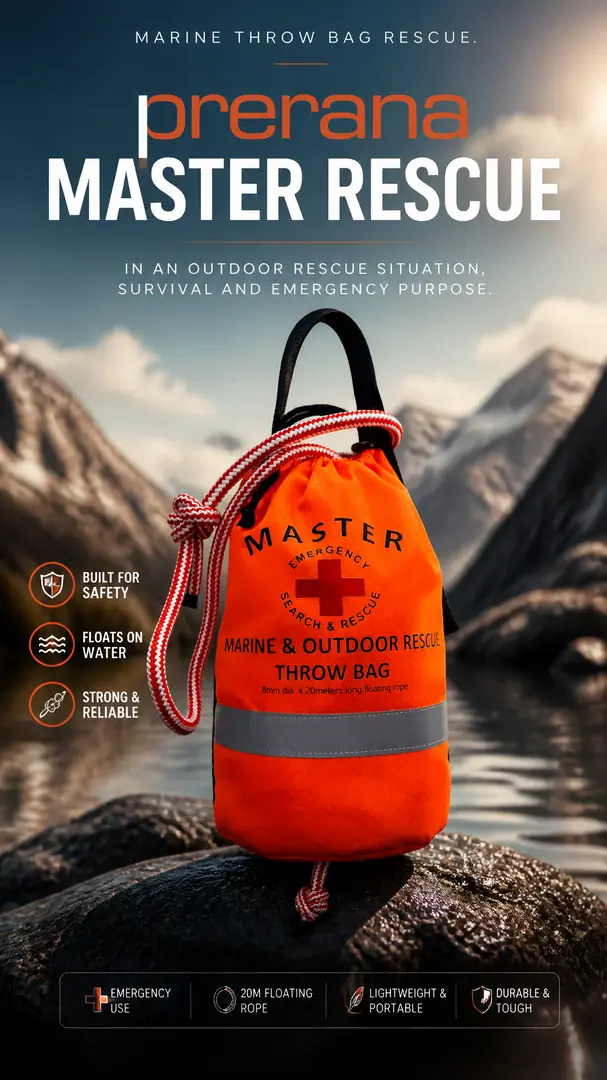 MARINE THROW BAG RESCUE.
prerana
MASTER RESCUE
IN AN OUTDOOR RESCUE SITUATION,
SURVIVAL AND EMERGENCY PURPOSE.
MASTER
EMERGENCY
SEARCH & RESCUE
MARINE & OUTDOOR RESCUE
THROW BAG
8mm dia x 20meters long floating rope
BUILT FOR
SAFETY
FLOATS ON
WATER
STRONG &
RELIABLE
EMERGENCY
USE
20M FLOATING
ROPE
LIGHTWEIGHT &
PORTABLE
DURABLE &
TOUGH